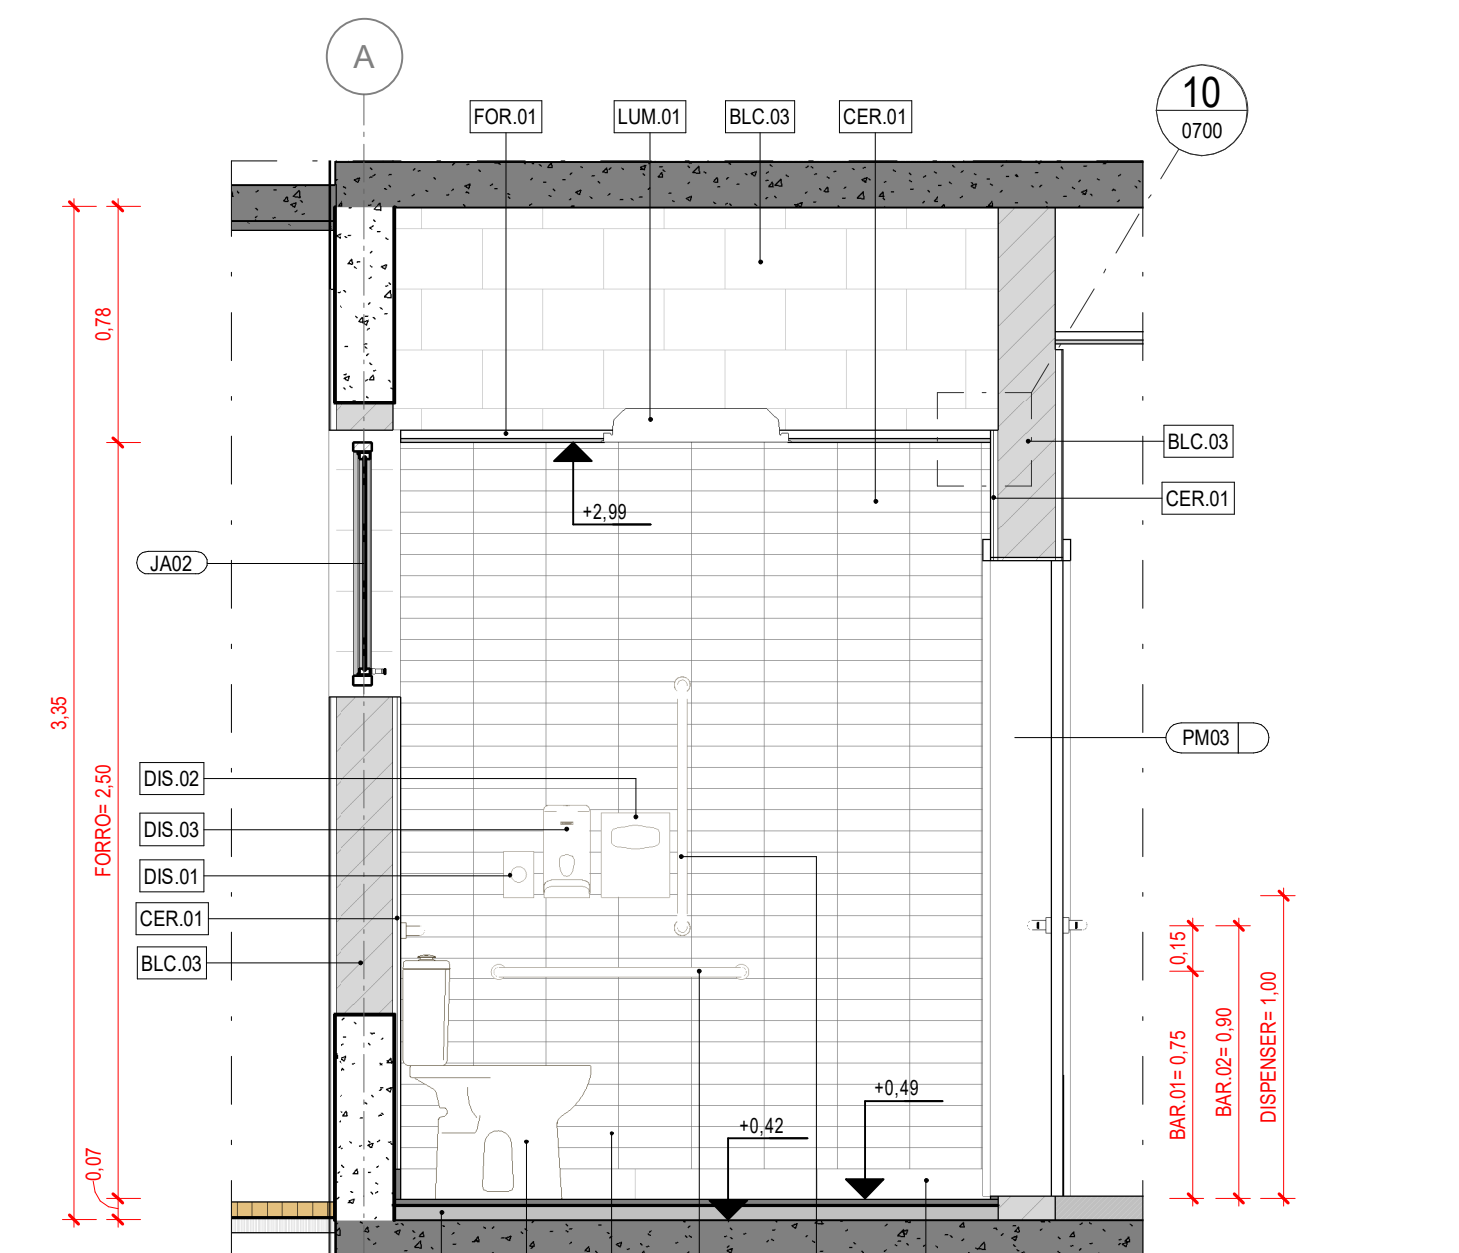 A
10
0700
FOR.01
LUM.01
BLC.03
CER.01
0,78
BLC.03
CER.01
+2,99
JA02
3,35
PM03
FORRO= 2,50
DIS.02
DIS.03
DIS.01
CER.01
BLC.03
0,15
BAR.01= 0,75
BAR.02= 0,90
DISPENSER= 1,00
+0,49
+0,42
0,07